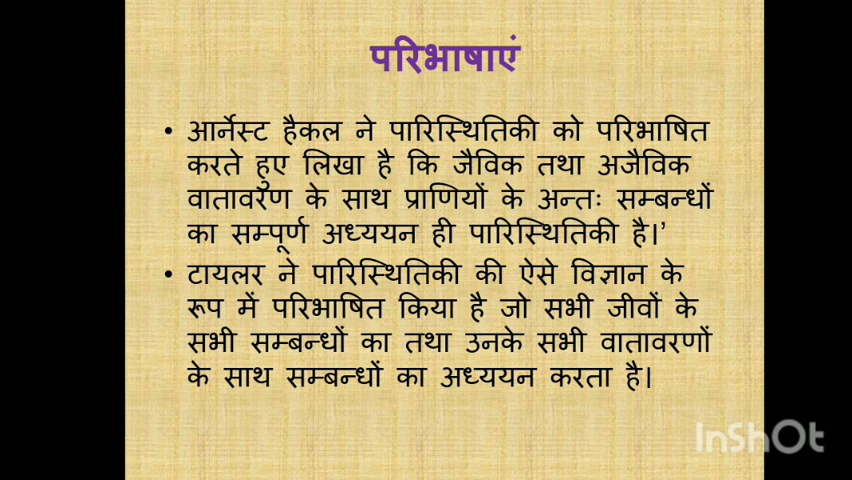 परिभाषाएं
• आर्नेस्ट हैकल ने पारिस्थितिकी को परिभाषित
करते हुए लिखा है कि जैविक तथा अजैविक
वातावरण के साथ प्राणियों के अन्तः सम्बन्धों
का सम्पूर्ण अध्ययन ही पारिस्थितिकी है।’
• टायलर ने पारिस्थितिकी की ऐसे विज्ञान के
रूप में परिभाषित किया है जो सभी जीवों के
सभी सम्बन्धों का तथा उनके सभी वातावरणों
के साथ सम्बन्धों का अध्ययन करता है।
InShOt